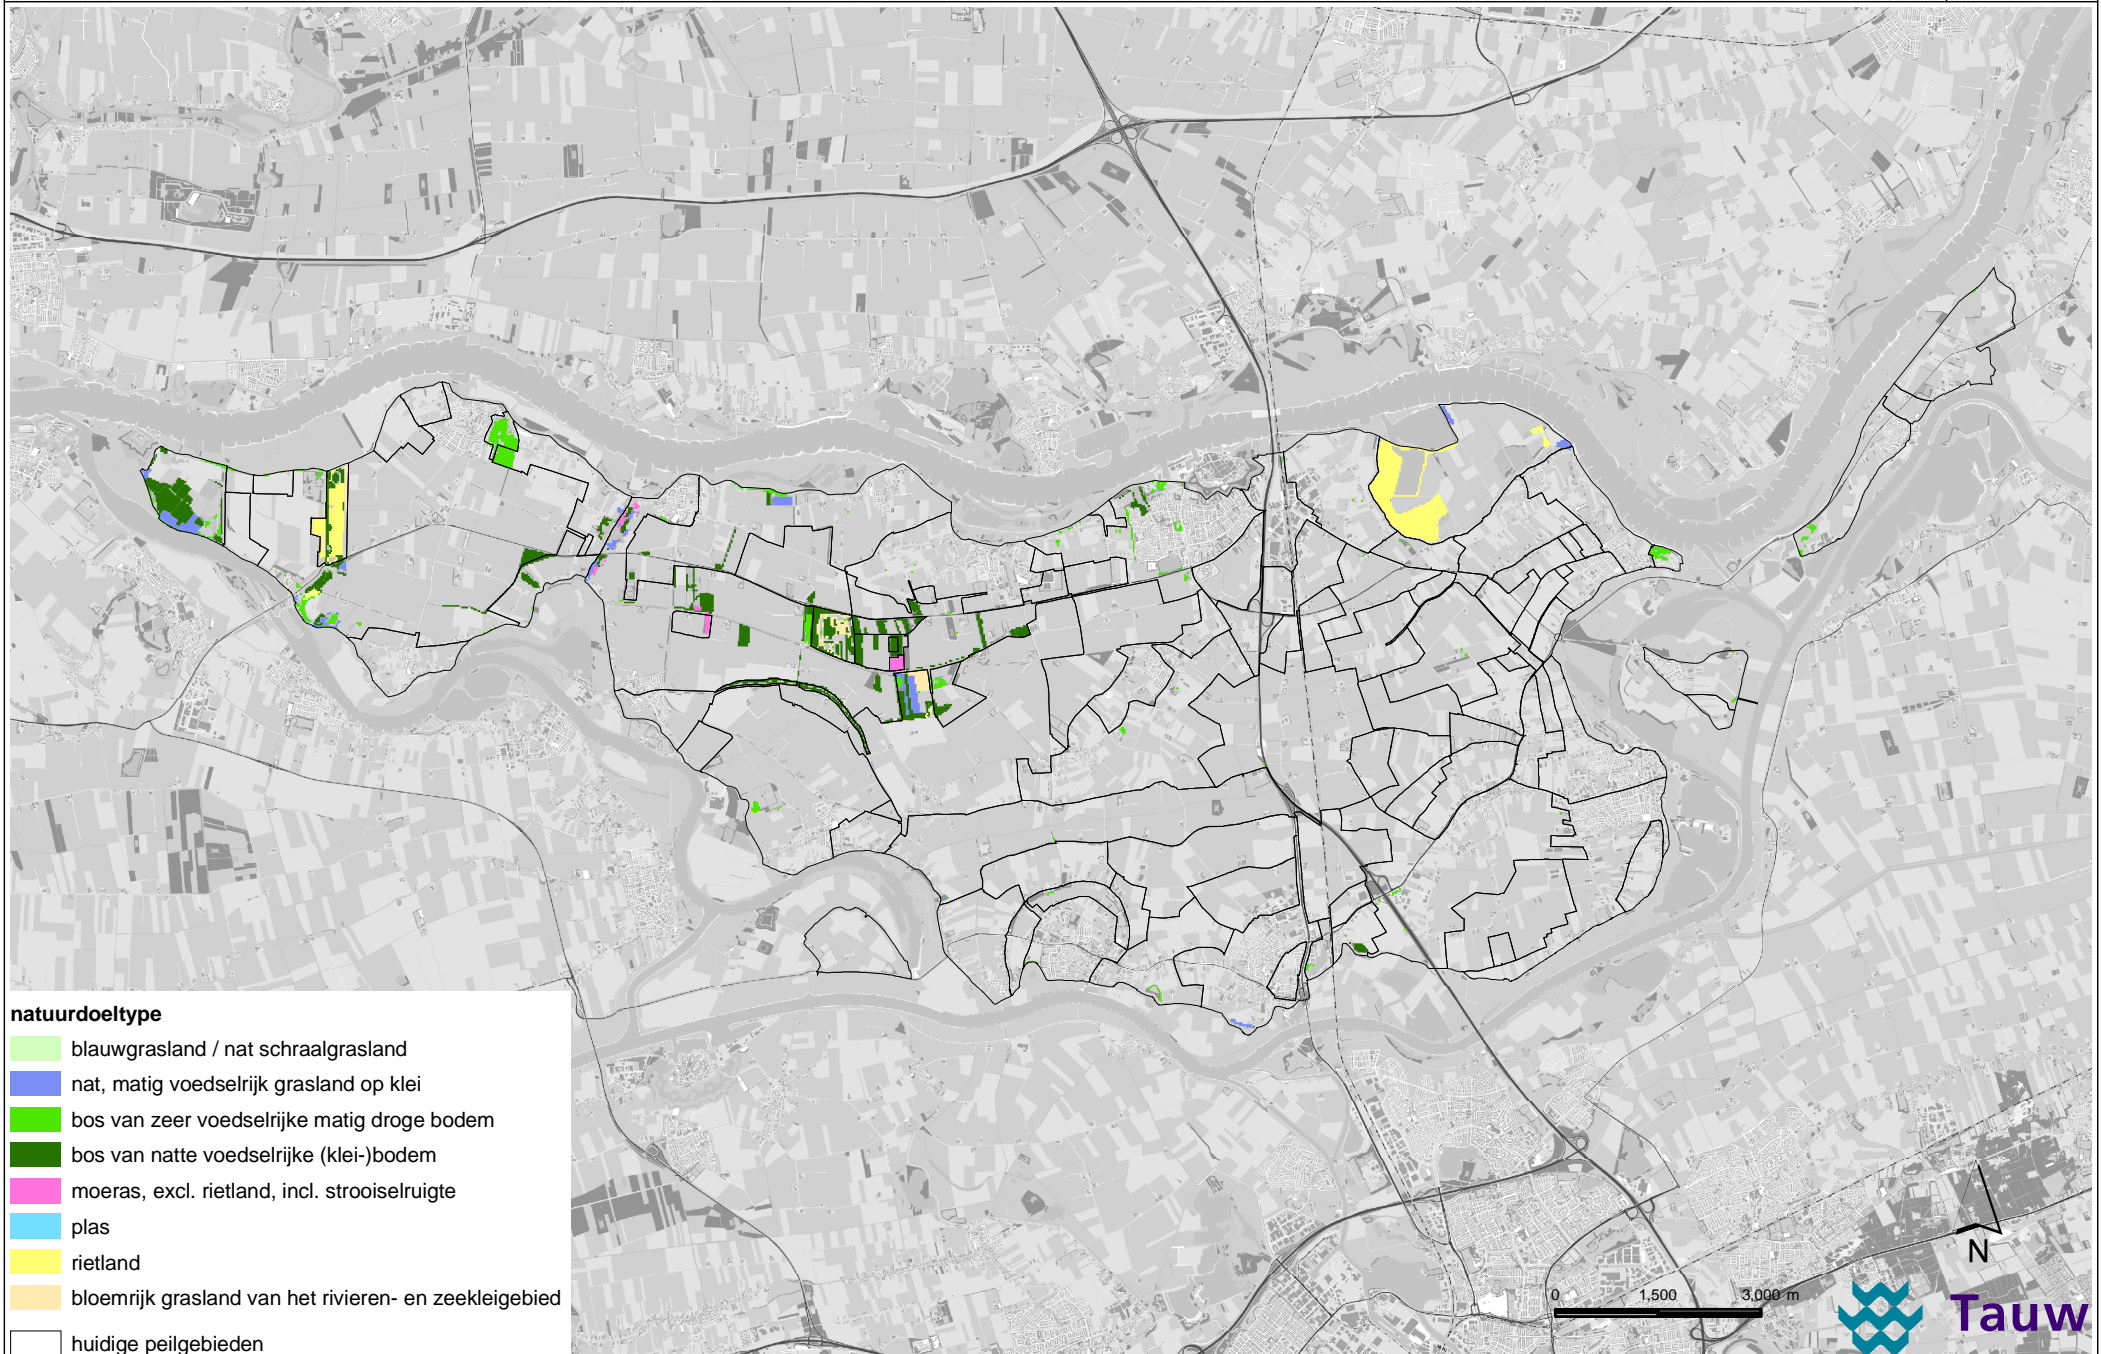 natuurdoeltype
blauwgrasland / nat schraalgrasland
nat, matig voedselrijk grasland op klei
bos van zeer voedselrijke matig droge bodem
bos van natte voedselrijke (klei-)bodem
moeras, excl. rietland, incl. strooiselruigte
plas
rietland
bloemrijk grasland van het rivieren- en zeekleigebied
huidige peilgebieden
N
0 1,500 3,000 m
Tauw